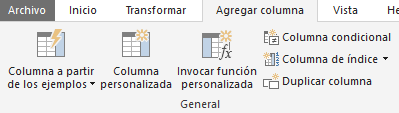 Archivo Inicio Transformar Agregar columna Vista
Columna a partir
de los ejemplos
Columna
personalizada
Invocar función
personalizada
Columna condicional
Columna de índice
Duplicar columna
General